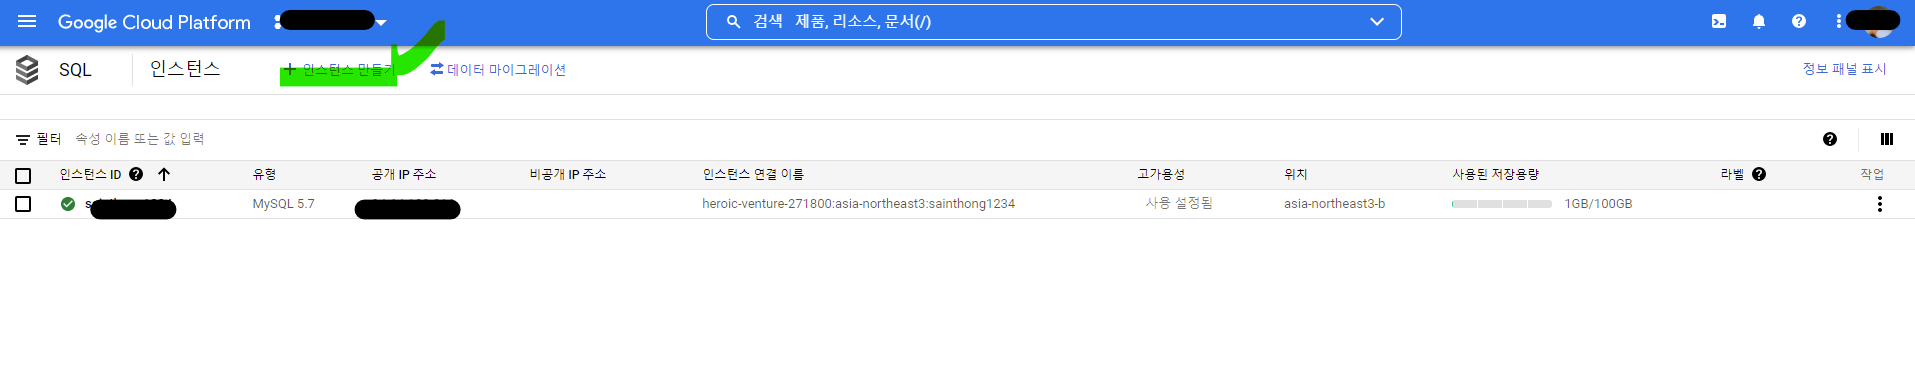 Google Cloud Platform 검색 제품, 리소스, 문서(/)
SQL 인스턴스 + 인스턴스 만들기 데이터 마이그레이션 정보 패널 표시
필터 속성 이름 또는 값 입력
인스턴스 ID 유형 공개 IP 주소 비공개 IP 주소 인스턴스 연결 이름 고가용성 위치 사용된 저장용량 라벨 작업
MySQL 5.7 heroic-venture-271800:asia-northeast3:sainthong1234 사용 설정됨 asia-northeast3-b 1GB/100GB